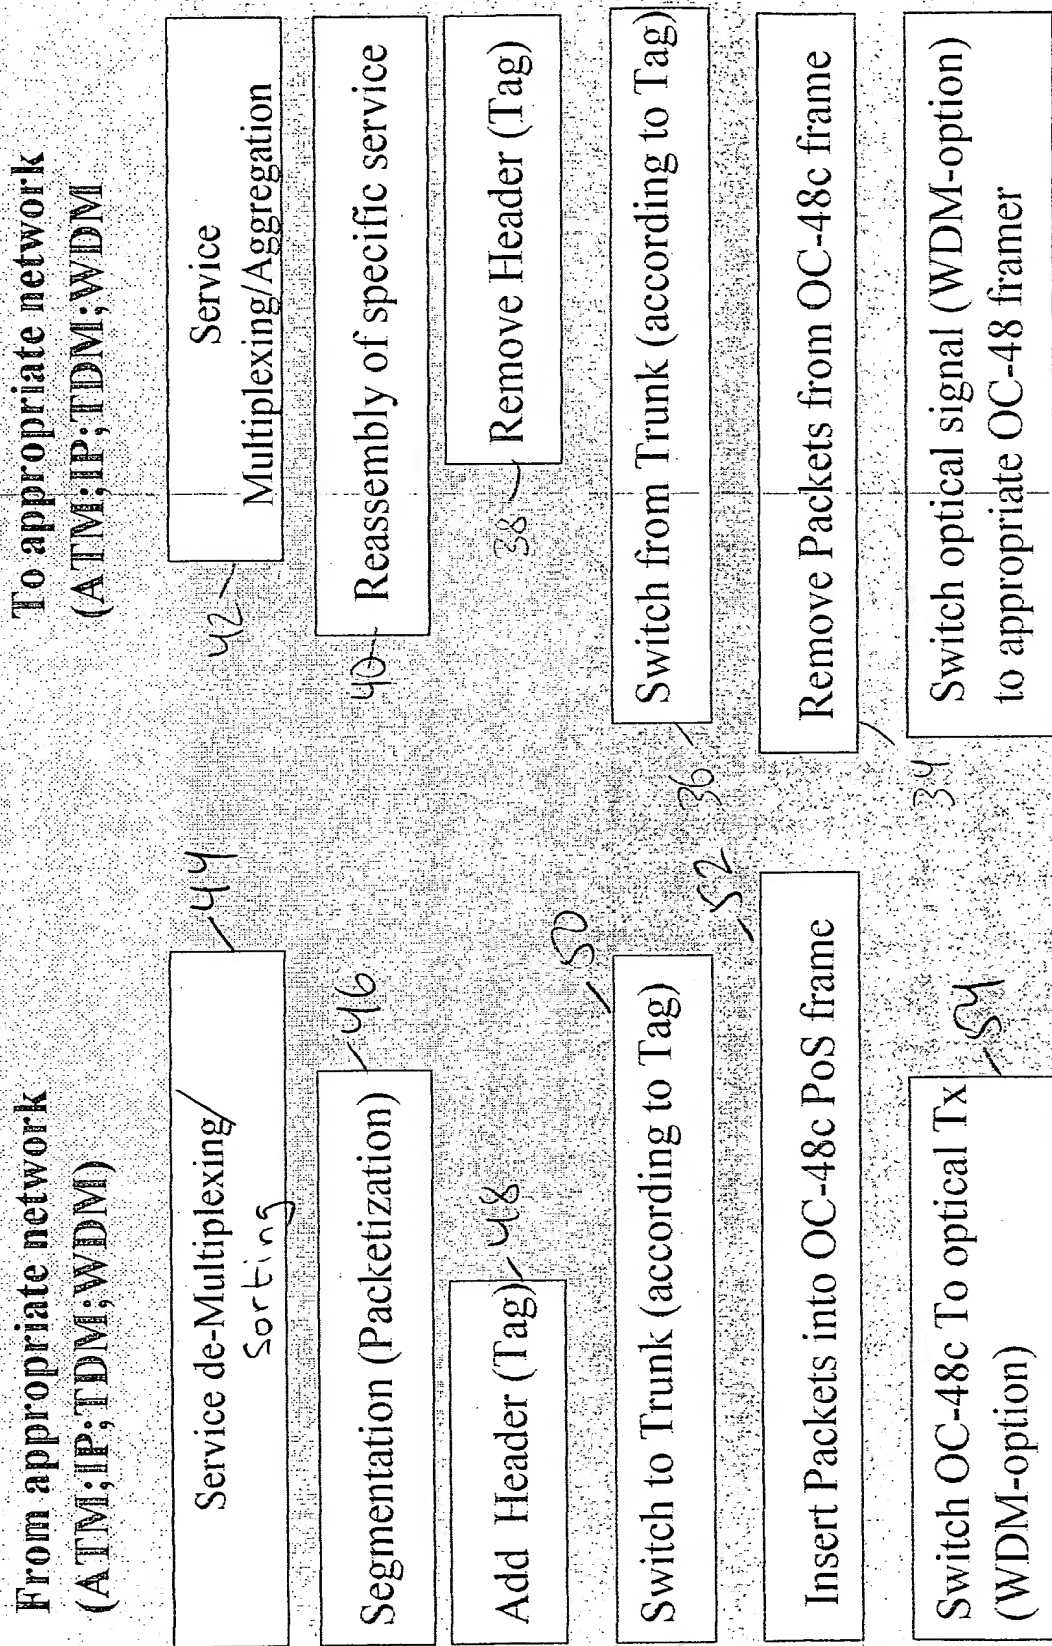 From appropriate network
(ATM;IP;TDM;WDM)
Service de-Multiplexing/
Sorting
44
Segmentation (Packetization)
46
Add Header (Tag)
48
Switch to Trunk (according to Tag)
50
Insert Packets into OC-48c PoS frame
52
Switch OC-48c To optical Tx
(WDM-option)
54
To appropriate network
(ATM;IP;TDM;WDM
Service
Multiplexing/Aggregation
42
Reassembly of specific service
40
Remove Header (Tag)
38
Switch from Trunk (according to Tag)
36
Remove Packets from OC-48c frame
34
Switch optical signal (WDM-option)
to appropriate OC-48 framer